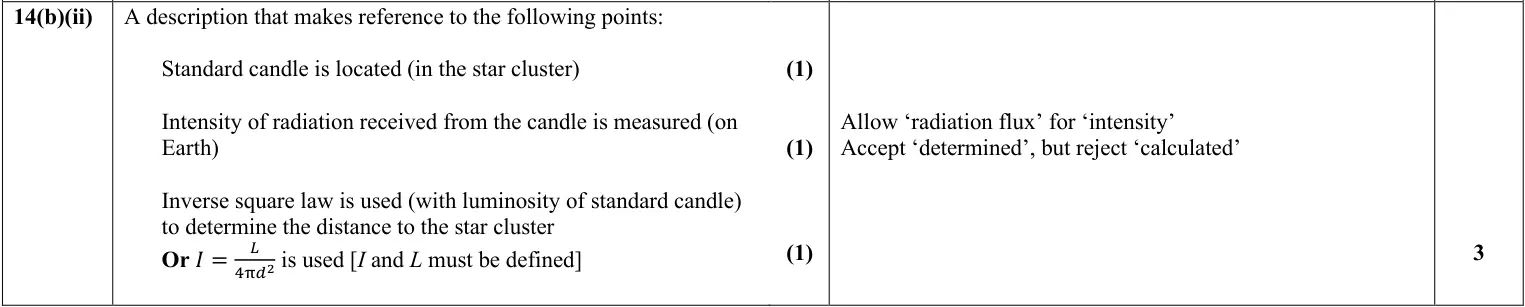 14(b)(ii) A description that makes reference to the following points:
Standard candle is located (in the star cluster) (1)
Intensity of radiation received from the candle is measured (on
Earth) (1)
Allow ‘radiation flux’ for ‘intensity’
Accept ‘determined’, but reject ‘calculated’
Inverse square law is used (with luminosity of standard candle)
to determine the distance to the star cluster
Or I = L/4πd² is used [I and L must be defined] (1) 3